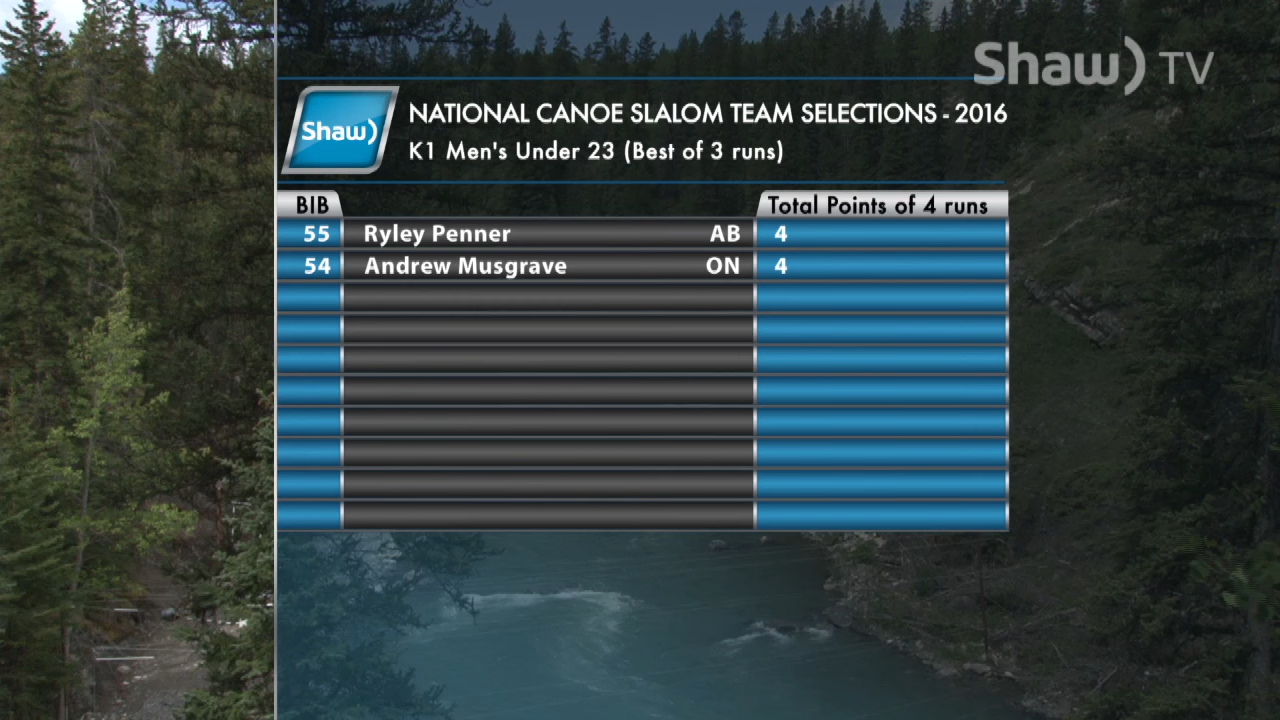 Shaw) TV
NATIONAL CANOE SLALOM TEAM SELECTIONS - 2016
Shaw)
K1 Men's Under 23 (Best of 3 runs)
BIB Total Points of 4 runs
55 Ryley Penner AB 4
54 Andrew Musgrave ON 4